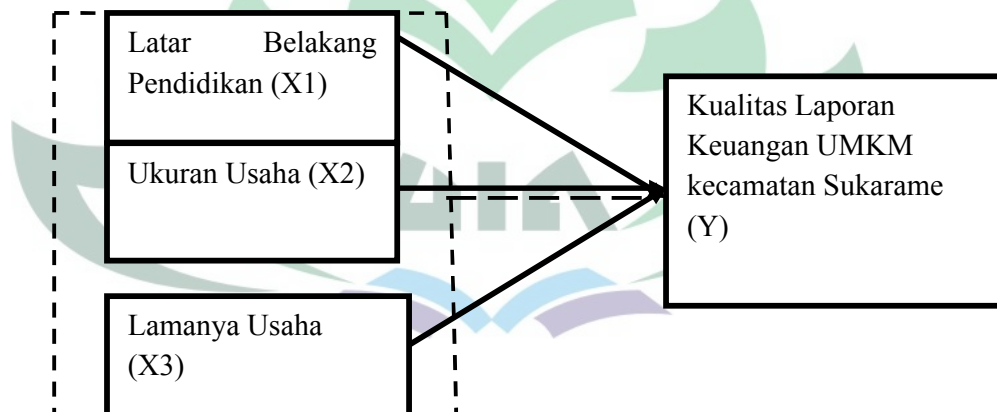 Latar Belakang
Pendidikan (X1)
Ukuran Usaha (X2)
Lamanya Usaha
(X3)
Kualitas Laporan
Keuangan UMKM
kecamatan Sukarame
(Y)